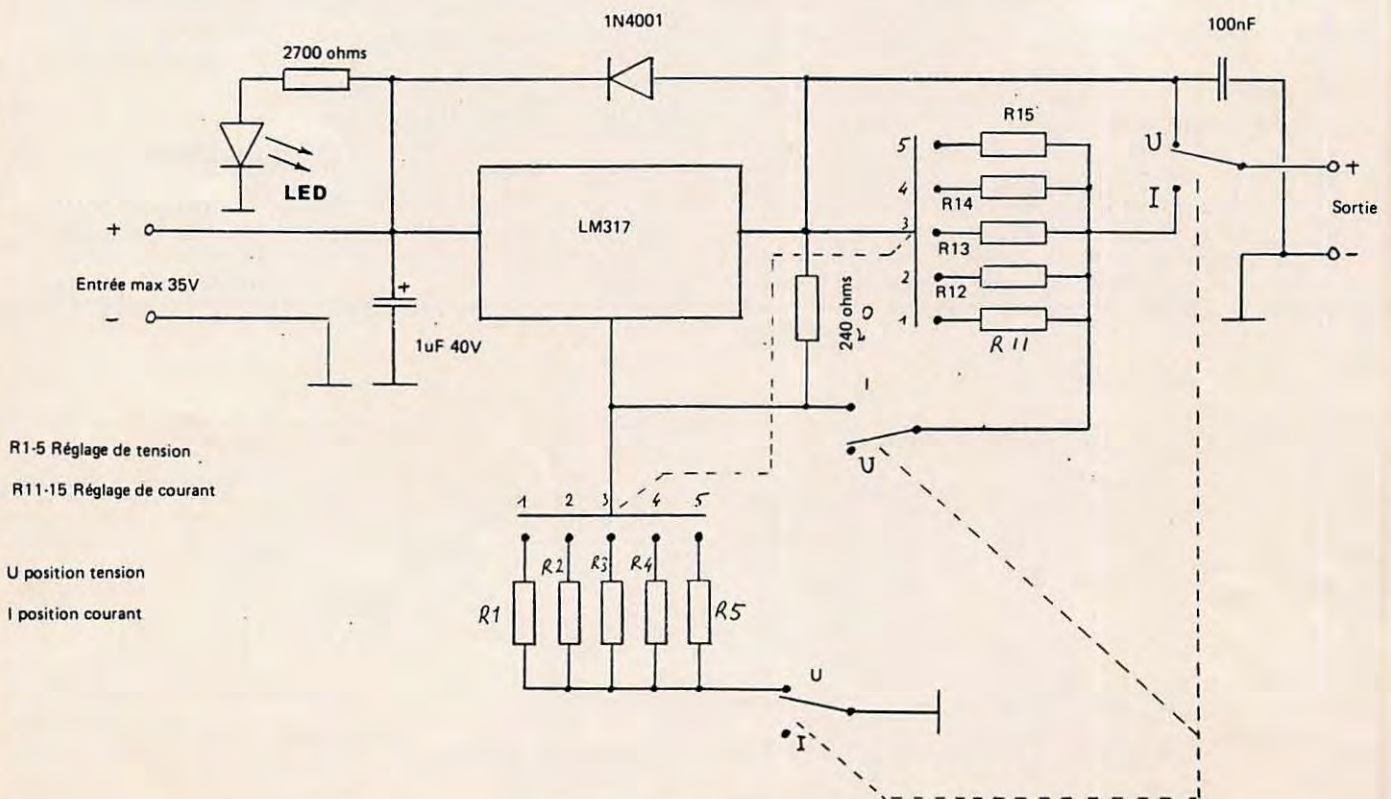 1N4001
100nF
2700 ohms
R15
5
U
LED
4
R14
I
+
LM317
3
R13
Sortie
+
Entrée max 35V
2
R12
-
-
+
240 ohms
1
R11
1uF 40V
I
U
R1-5 Réglage de tension
R11-15 Réglage de courant
1 2 3 4 5
R1 R2 R3 R4 R5
U position tension
I position courant
U
I